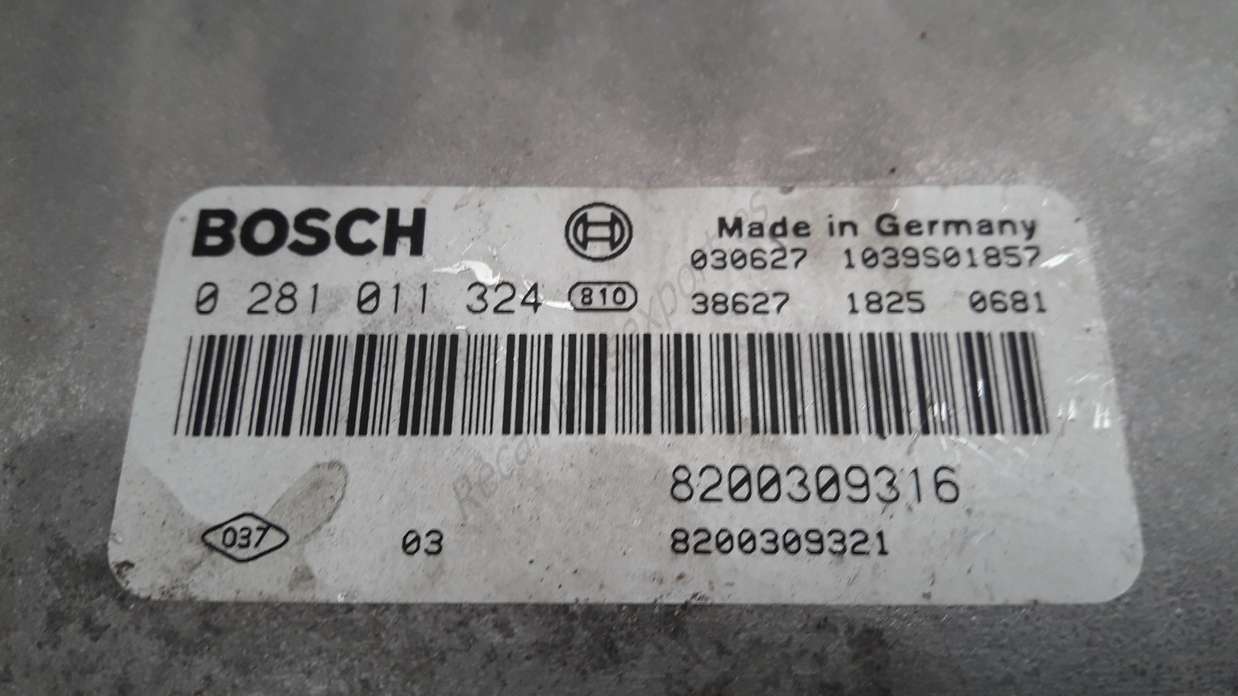 BOSCH
Made in Germany
030627 1039S01857
0 281 011 324 810
38627 1825 0681
8200309316
037 03 8200309321